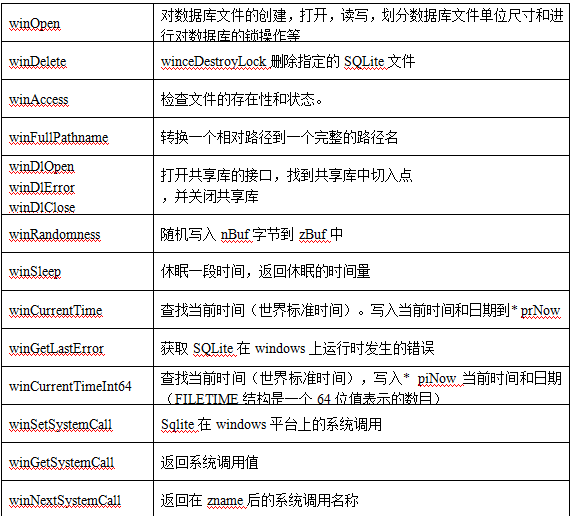 winOpen
对数据库文件的创建，打开，读写，划分数据库文件单位尺寸和进
行对数据库的锁操作等
winDelete
winceDestroyLock 删除指定的 SQLite 文件
winAccess
检查文件的存在性和状态。
winFullPathname
转换一个相对路径到一个完整的路径名
winDlOpen
winDlError
winDlClose
打开共享库的接口，找到共享库中切入点
，并关闭共享库
winRandomness
随机写入 nBuf 字节到 zBuf 中
winSleep
休眠一段时间，返回休眠的时间量
winCurrentTime
查找当前时间（世界标准时间）。写入当前时间和日期到* prNow
winGetLastError
获取 SQLite 在 windows 上运行时发生的错误
winCurrentTimeInt64
查找当前时间（世界标准时间），写入* piNow 当前时间和日期
（FILETIME 结构是一个 64 位值表示的数目）
winSetSystemCall
Sqlite 在 windows 平台上的系统调用
winGetSystemCall
返回系统调用值
winNextSystemCall
返回在 zname 后的系统调用名称